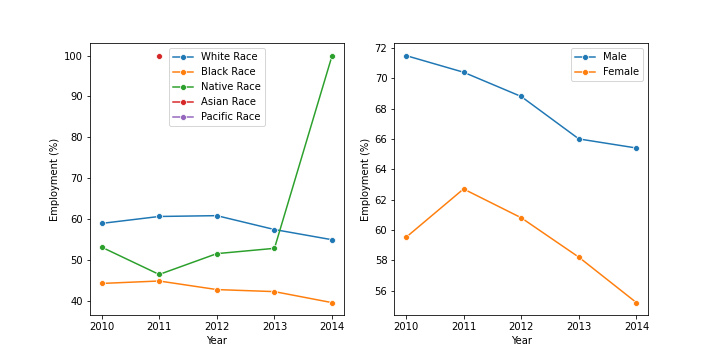 100
90
80
70
60
50
40
Employment (%)
2010 2011 2012 2013 2014
Year
White Race
Black Race
Native Race
Asian Race
Pacific Race
72
70
68
66
64
62
60
58
56
Employment (%)
2010 2011 2012 2013 2014
Year
Male
Female